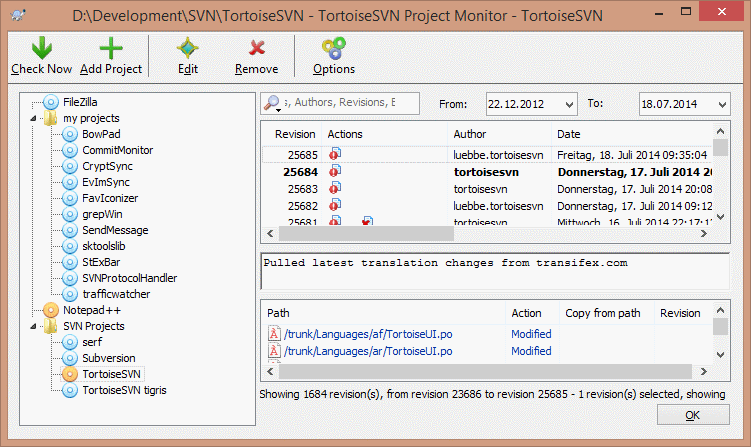 D:\Development\SVN\TortoiseSVN - TortoiseSVN Project Monitor - TortoiseSVN
Check Now Add Project Edit Remove Options
FileZilla
my projects
BowPad
CommitMonitor
CryptSync
EvImSync
FavIconizer
grepWin
SendMessage
sktoolslib
StExBar
SVNProtocolHandler
trafficwatcher
Notepad++
SVN Projects
serf
Subversion
TortoiseSVN
TortoiseSVN tigris
s, Authors, Revisions, E From: 22.12.2012 To: 18.07.2014
Revision Actions Author Date
25685 luebbe.tortoisesvn Freitag, 18. Juli 2014 09:35:04
25684 tortoisesvn Donnerstag, 17. Juli 2014 20
25683 tortoisesvn Donnerstag, 17. Juli 2014 20:08
25682 luebbe.tortoisesvn Donnerstag, 17. Juli 2014 09:28
25681 tortoisesvn Mittwoch, 16. Juli 2014 22:17:1
Pulled latest translation changes from transifex.com
Path Action Copy from path Revision
/trunk/Languages/af/TortoiseUI.po Modified
/trunk/Languages/ar/TortoiseUI.po Modified
Showing 1684 revision(s), from revision 23686 to revision 25685 - 1 revision(s) selected, showing
OK